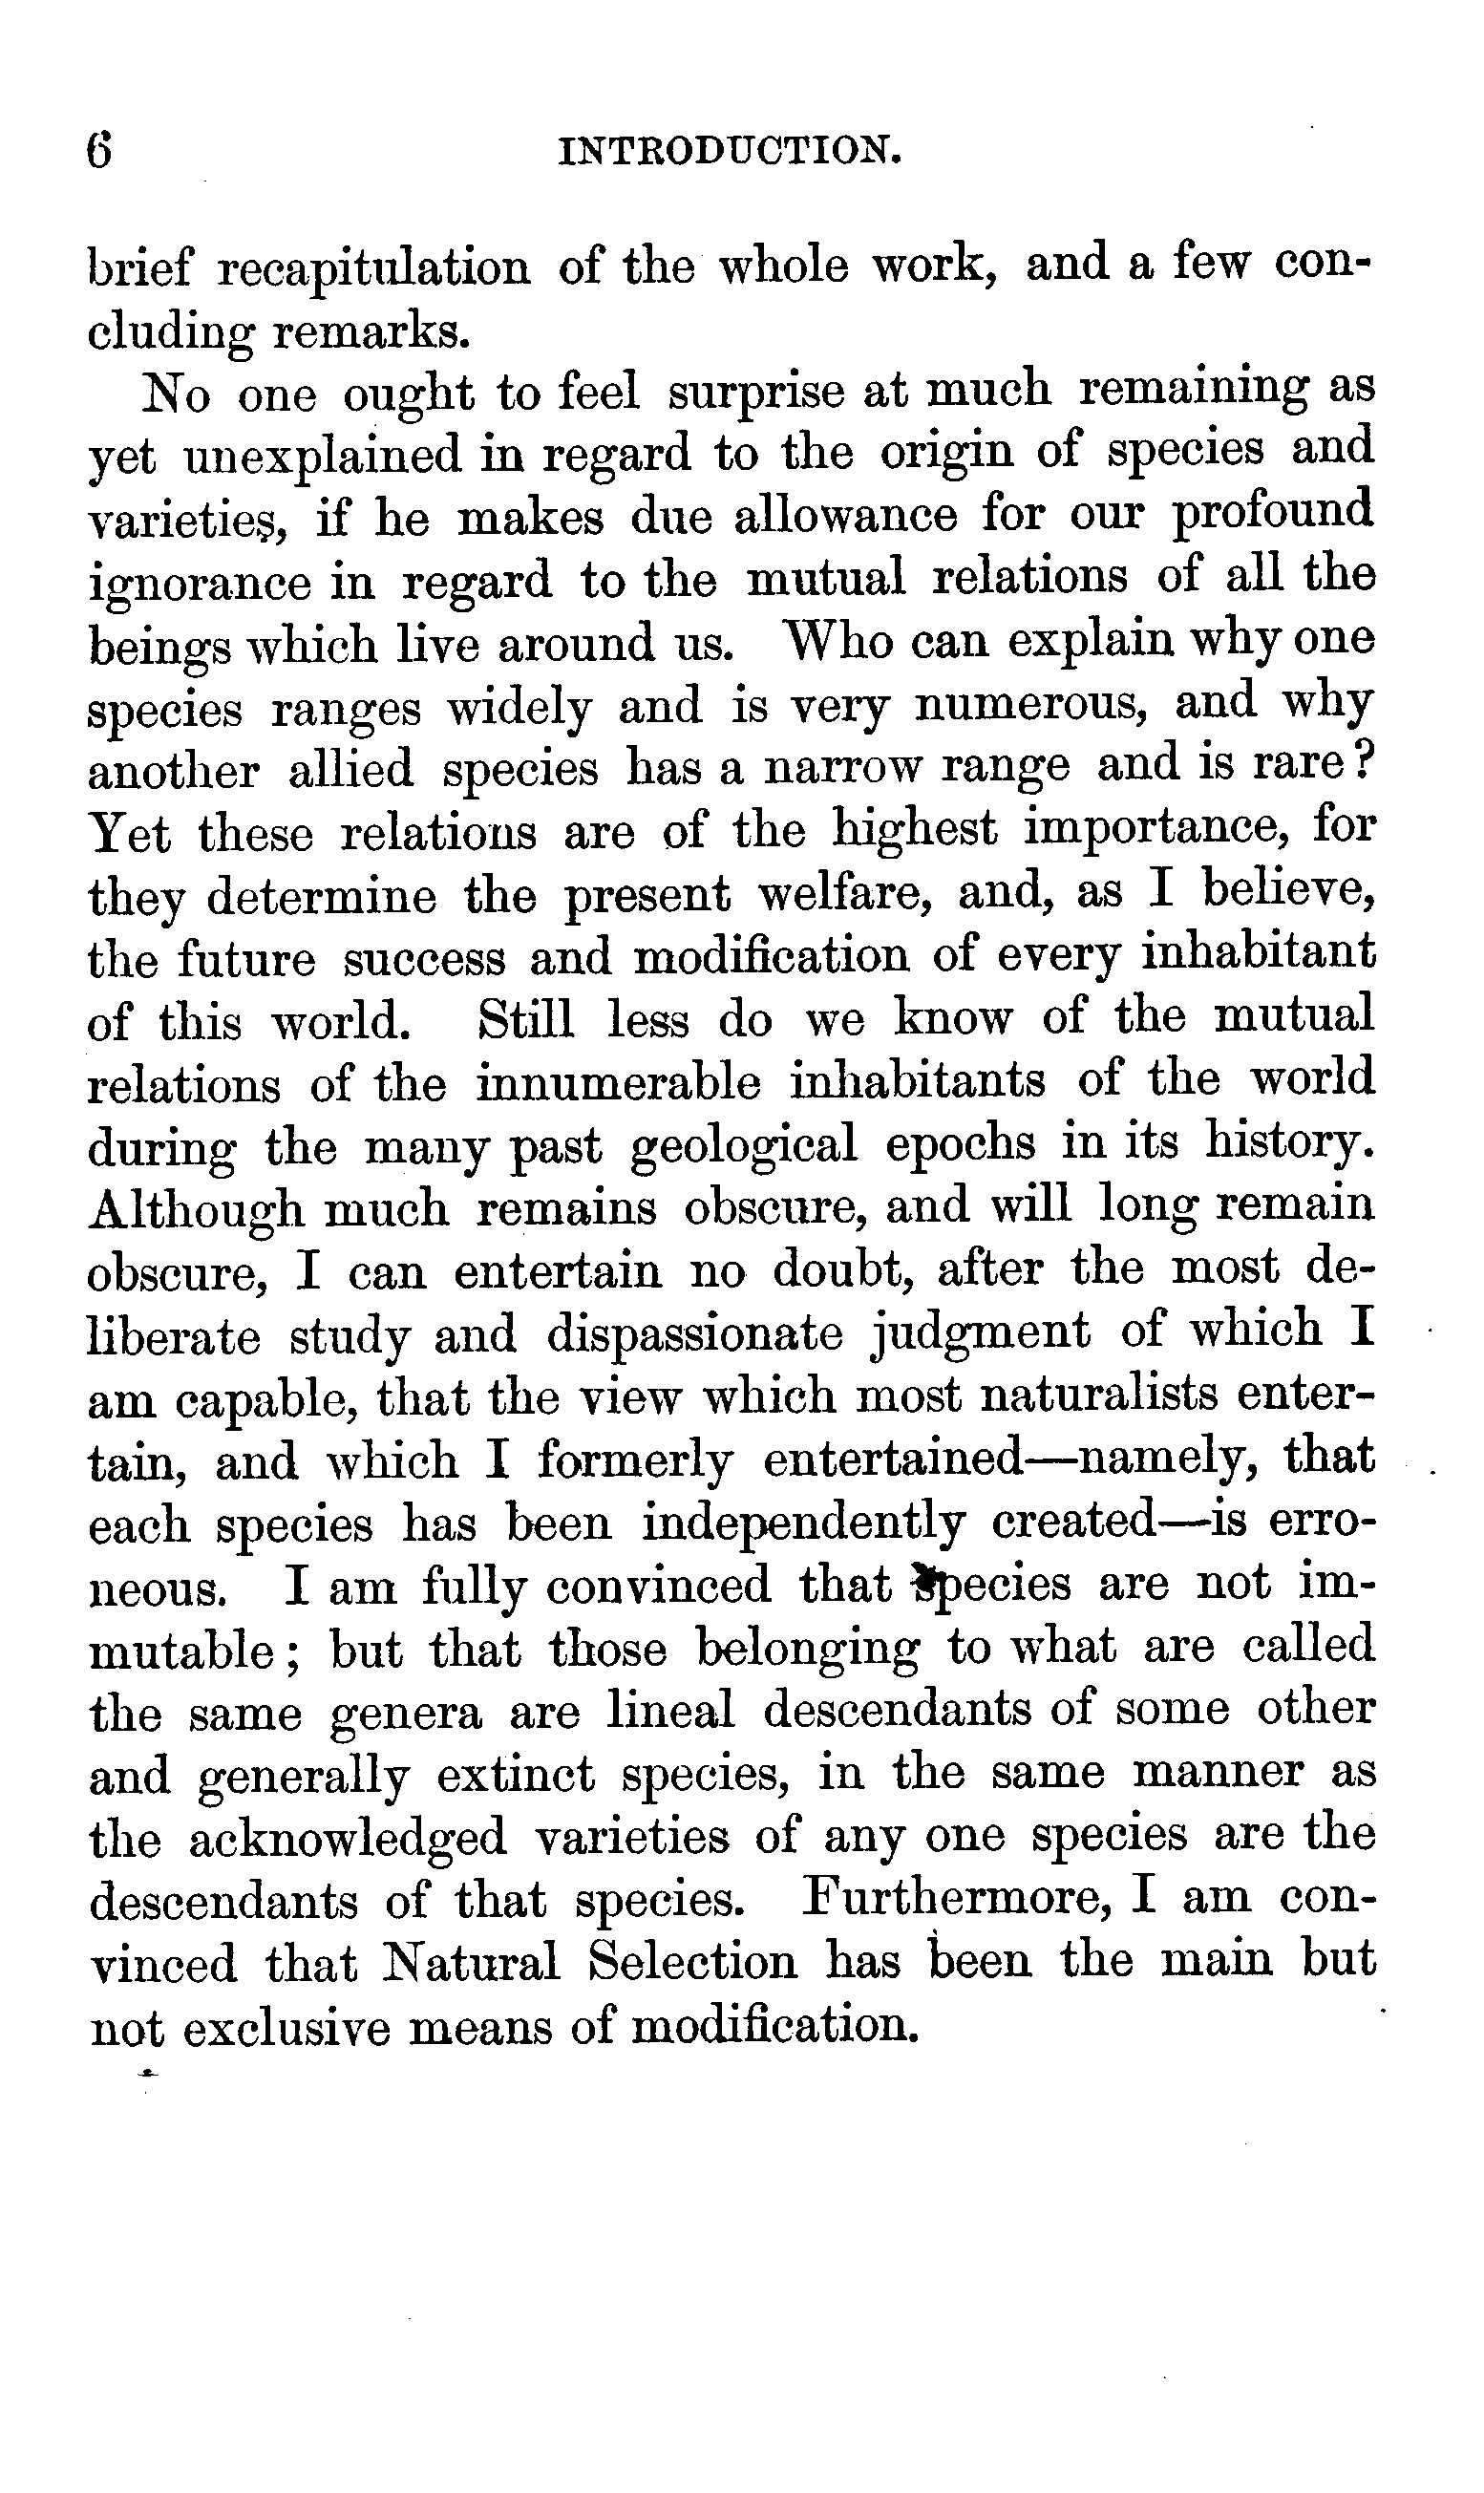 6 INTRODUCTION.
brief recapitulation of the whole work, and a few con-
cluding remarks.
No one ought to feel surprise at much remaining as
yet unexplained in regard to the origin of species and
varieties, if he makes due allowance for our profound
ignorance in regard to the mutual relations of all the
beings which live around us. Who can explain why one
species ranges widely and is very numerous, and why
another allied species has a narrow range and is rare?
Yet these relations are of the highest importance, for
they determine the present welfare, and, as I believe,
the future success and modification of every inhabitant
of this world. Still less do we know of the mutual
relations of the innumerable inhabitants of the world
during the many past geological epochs in its history.
Although much remains obscure, and will long remain
obscure, I can entertain no doubt, after the most de-
liberate study and dispassionate judgment of which I
am capable, that the view which most naturalists enter-
tain, and which I formerly entertained—namely, that
each species has been independently created—is erro-
neous. I am fully convinced that species are not im-
mutable; but that those belonging to what are called
the same genera are lineal descendants of some other
and generally extinct species, in the same manner as
the acknowledged varieties of any one species are the
descendants of that species. Furthermore, I am con-
vinced that Natural Selection has been the main but
not exclusive means of modification.